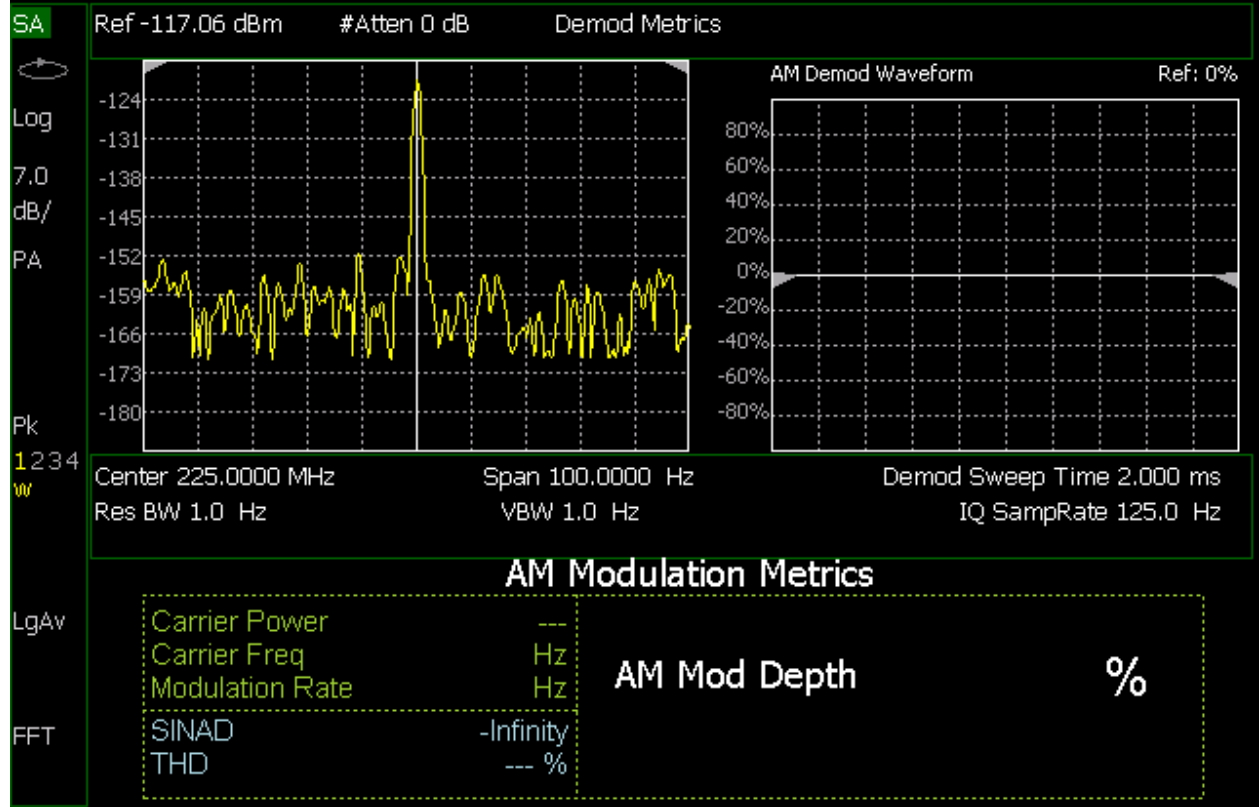 SA
Ref -117.06 dBm #Atten 0 dB Demod Metrics
Log
7.0
dB/
PA
Pk
1234
W
LgAv
FFT
-124
-131
-138
-145
-152
-159
-166
-173
-180
AM Demod Waveform Ref: 0%
80%
60%
40%
20%
0%
-20%
-40%
-60%
-80%
Center 225.0000 MHz Span 100.0000 Hz Demod Sweep Time 2.000 ms
Res BW 1.0 Hz VBW 1.0 Hz IQ SampRate 125.0 Hz
AM Modulation Metrics
Carrier Power ---
Carrier Freq Hz
Modulation Rate Hz
SINAD -Infinity
THD --- %
AM Mod Depth %